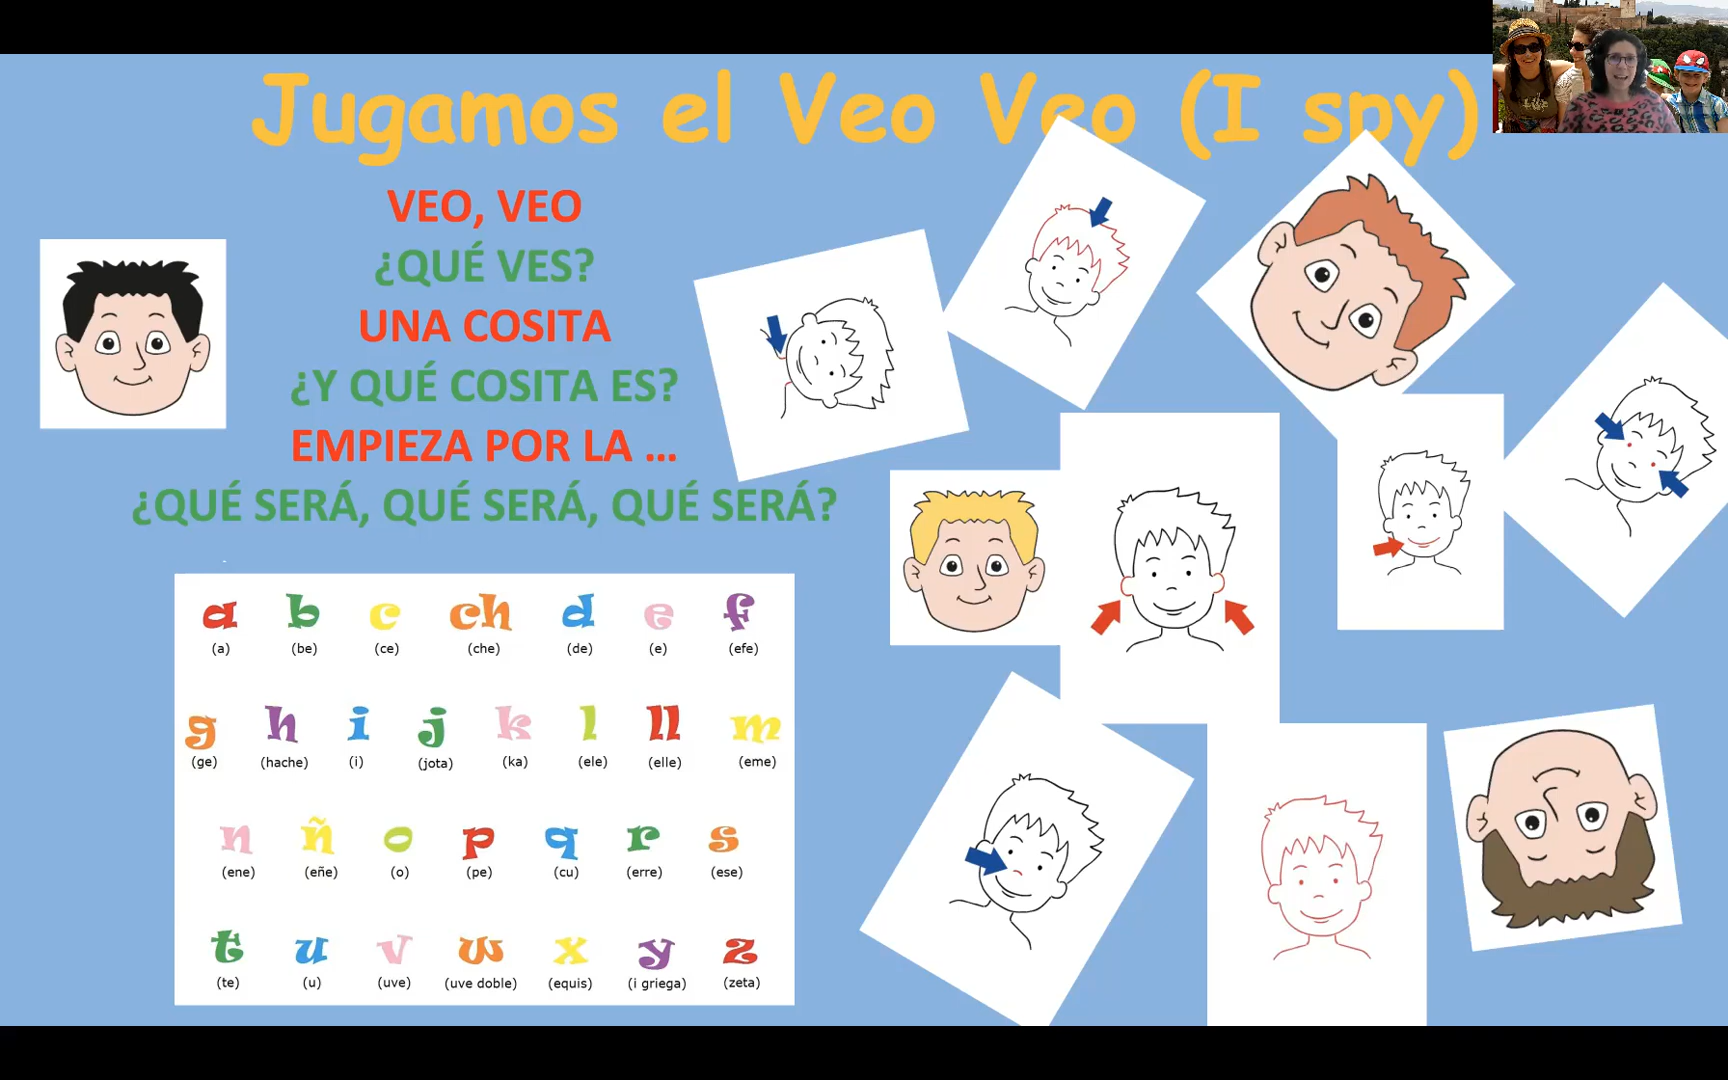 Jugamos el Veo Veo (I spy)
VEO, VEO
¿QUÉ VES?
UNA COSITA
¿Y QUÉ COSITA ES?
EMPIEZA POR LA ...
¿QUÉ SERÁ, QUÉ SERÁ, QUÉ SERÁ?
a b c ch d e f
(a) (be) (ce) (che) (de) (e) (efe)
g h i j k l ll m
(ge) (hache) (i) (jota) (ka) (ele) (elle) (eme)
n ñ o p q r s
(ene) (eñe) (o) (pe) (cu) (erre) (ese)
t u v w x y z
(te) (u) (uve) (uve doble) (equis) (i griega) (zeta)